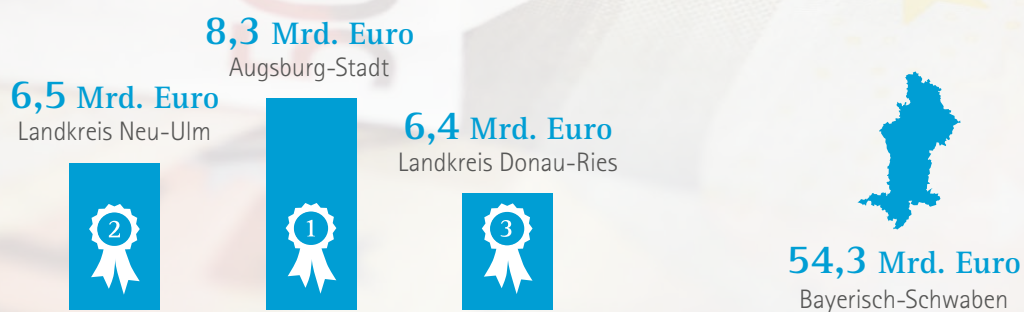 8,3 Mrd. Euro
Augsburg-Stadt
6,5 Mrd. Euro
Landkreis Neu-Ulm
6,4 Mrd. Euro
Landkreis Donau-Ries
2
1
3
54,3 Mrd. Euro
Bayerisch-Schwaben